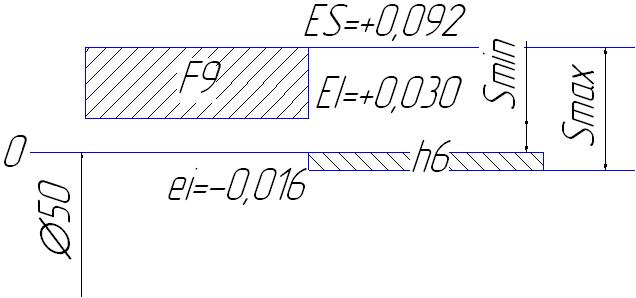 ES=+0,092
F9
EI=+0,030
Smin
Smax
0
h6
ei=-0,016
Ø50